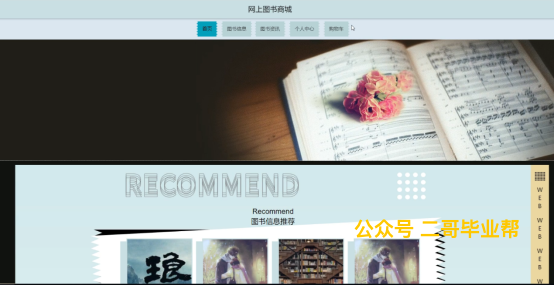 网上图书商城
首页 图书信息 图书资讯 个人中心 购物车
RECOMMEND
Recommend
图书信息推荐
公众号 二哥毕业帮
WEB
WEB
WEB
W
琅